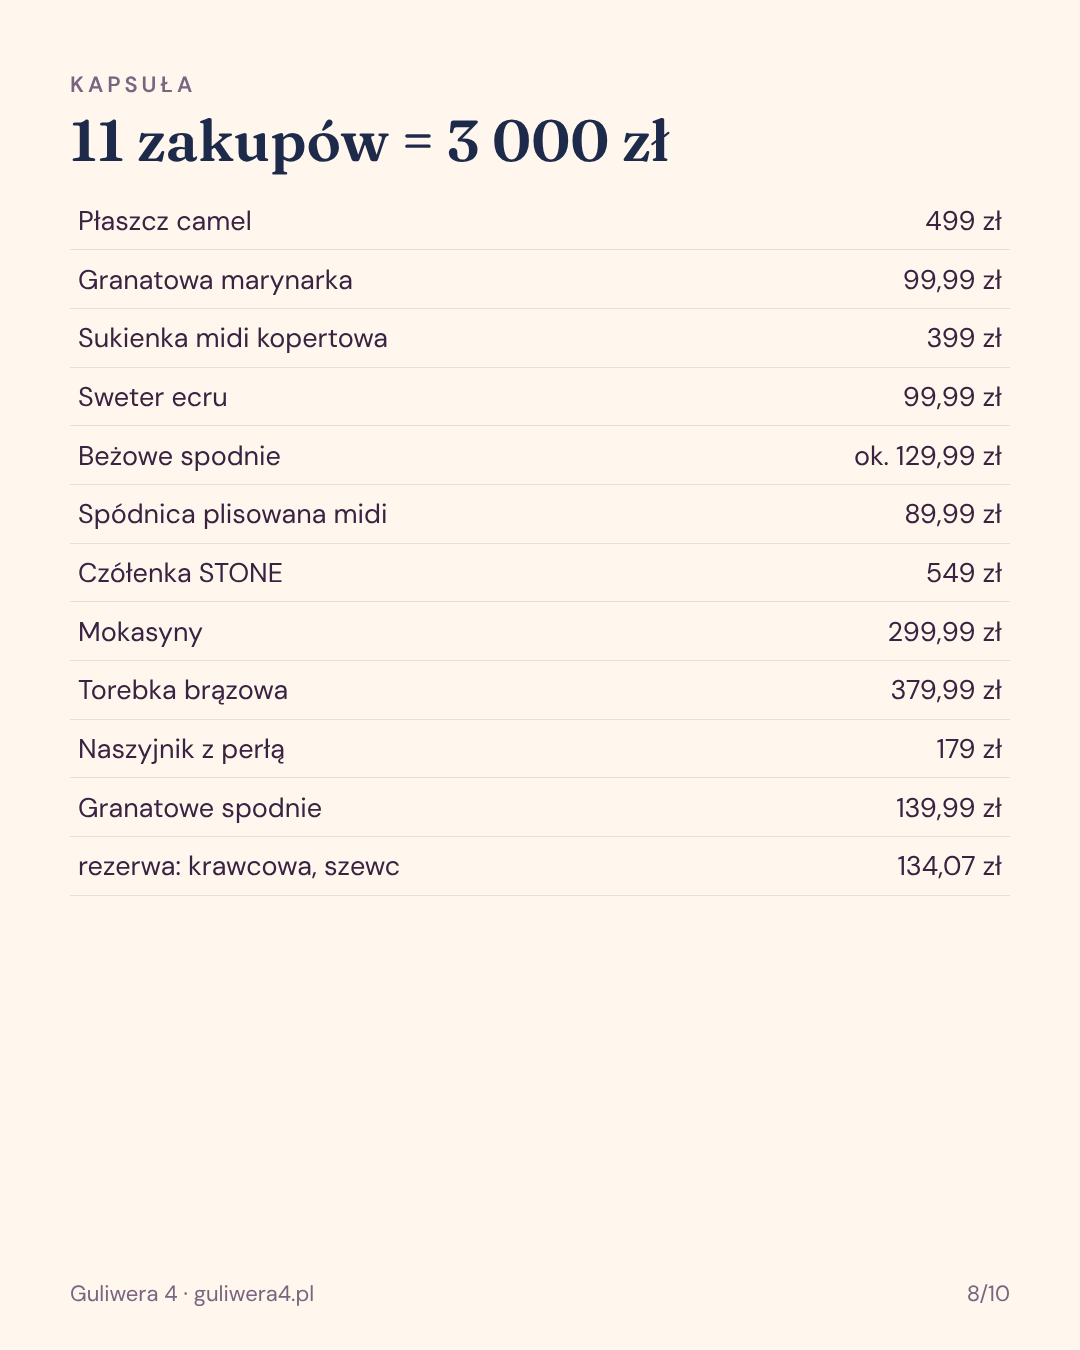 KAPSUŁA
11 zakupów = 3 000 zł
Płaszcz camel 499 zł
Granatowa marynarka 99,99 zł
Sukienka midi kopertowa 399 zł
Sweter ecru 99,99 zł
Beżowe spodnie ok. 129,99 zł
Spódnica plisowana midi 89,99 zł
Czółenka STONE 549 zł
Mokasyny 299,99 zł
Torebka brązowa 379,99 zł
Naszyjnik z perłą 179 zł
Granatowe spodnie 139,99 zł
rezerwa: krawcowa, szewc 134,07 zł
Guliwera 4 · guliwera4.pl 8/10